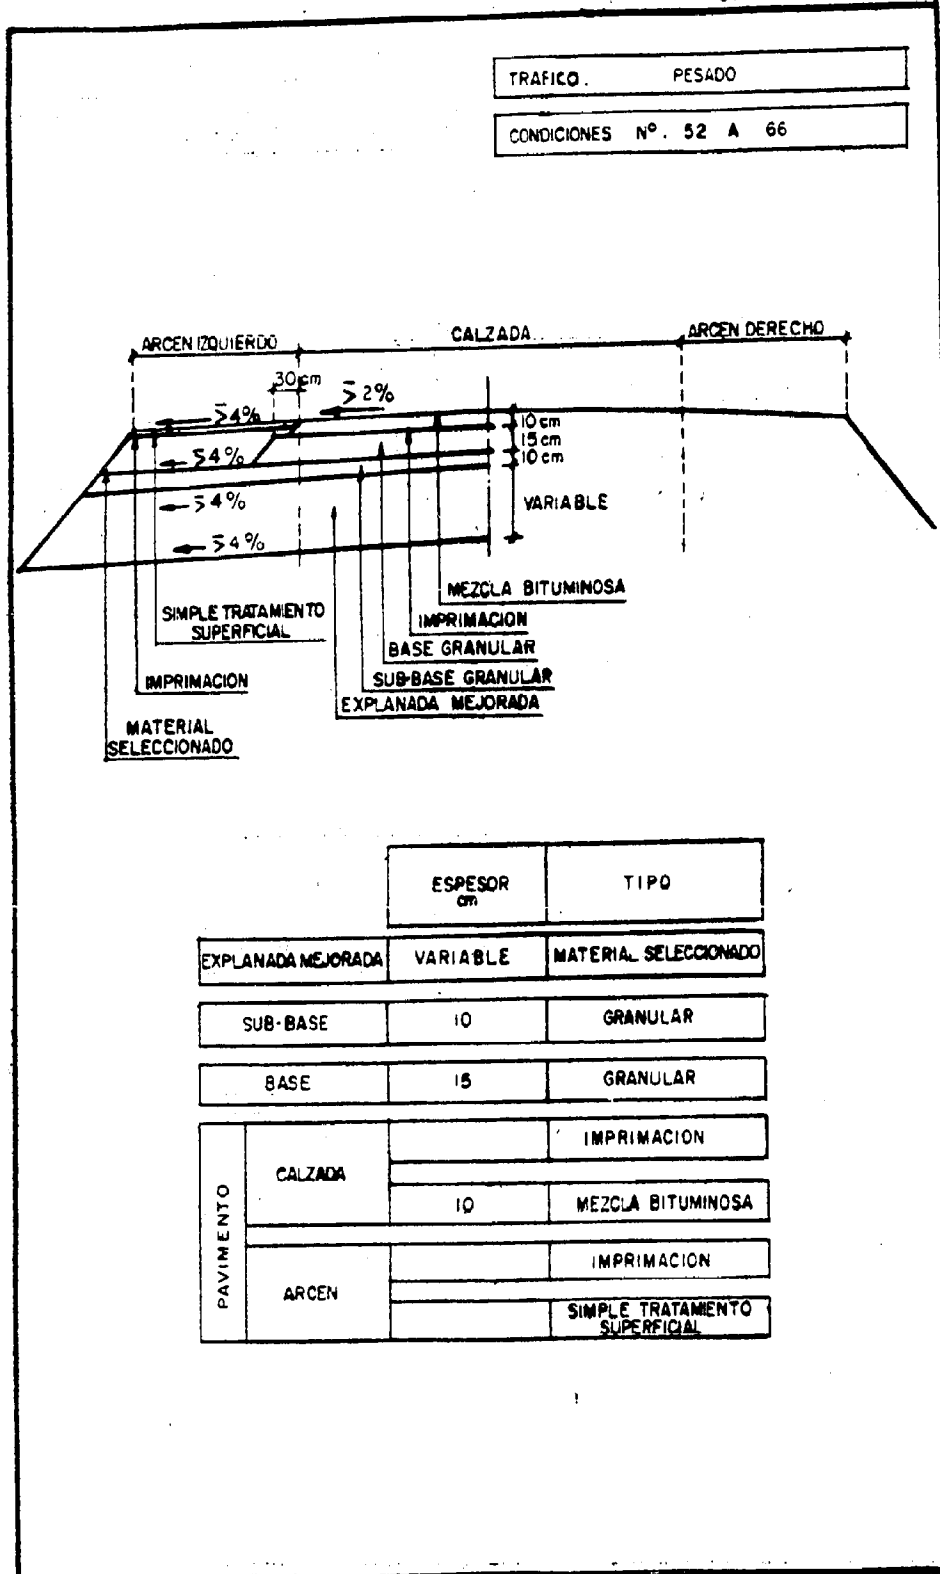 TRAFICO. PESADO
CONDICIONES Nº. 52 A 66
ARCEN IZQUIERDO
CALZADA
ARCEN DERECHO
30 cm
>2%
>4%
>4%
>4%
>4%
10 cm
15 cm
10 cm
VARIABLE
MEZCLA BITUMINOSA
IMPRIMACION
BASE GRANULAR
SUB-BASE GRANULAR
EXPLANADA MEJORADA
SIMPLE TRATAMIENTO
SUPERFICIAL
IMPRIMACION
MATERIAL
SELECCIONADO
ESPESOR
cm
TIPO
EXPLANADA MEJORADA VARIABLE MATERIAL SELECCIONADO
SUB-BASE 10 GRANULAR
BASE 15 GRANULAR
PAVIMENTO
CALZADA
IMPRIMACION
10 MEZCLA BITUMINOSA
ARCEN
IMPRIMACION
SIMPLE TRATAMIENTO
SUPERFICIAL